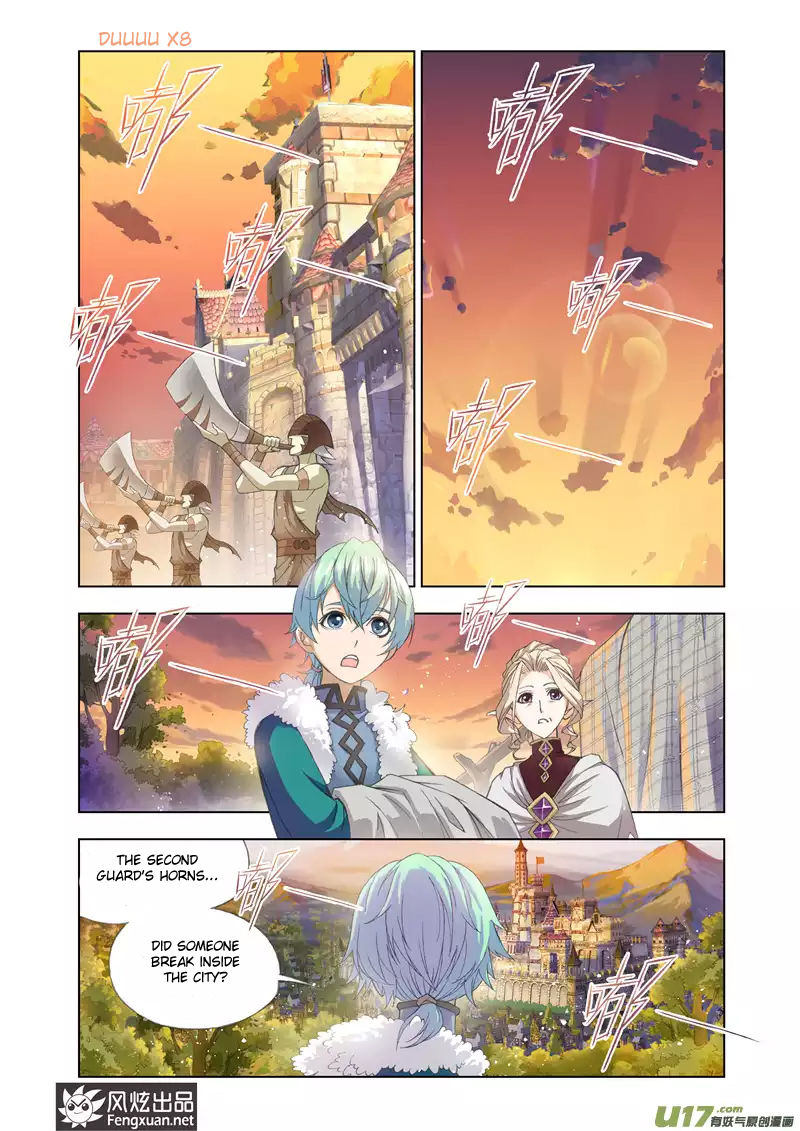 DUUUU X8
嘟—
嘟—
嘟—
嘟—
嘟—
嘟—
嘟—
嘟—
THE SECOND
GUARD'S HORNS...
嘟—
DID SOMEONE
BREAK INSIDE
THE CITY?
嘟—
风炫出品
Fengxuan.net
U17.com
有妖气原创漫画